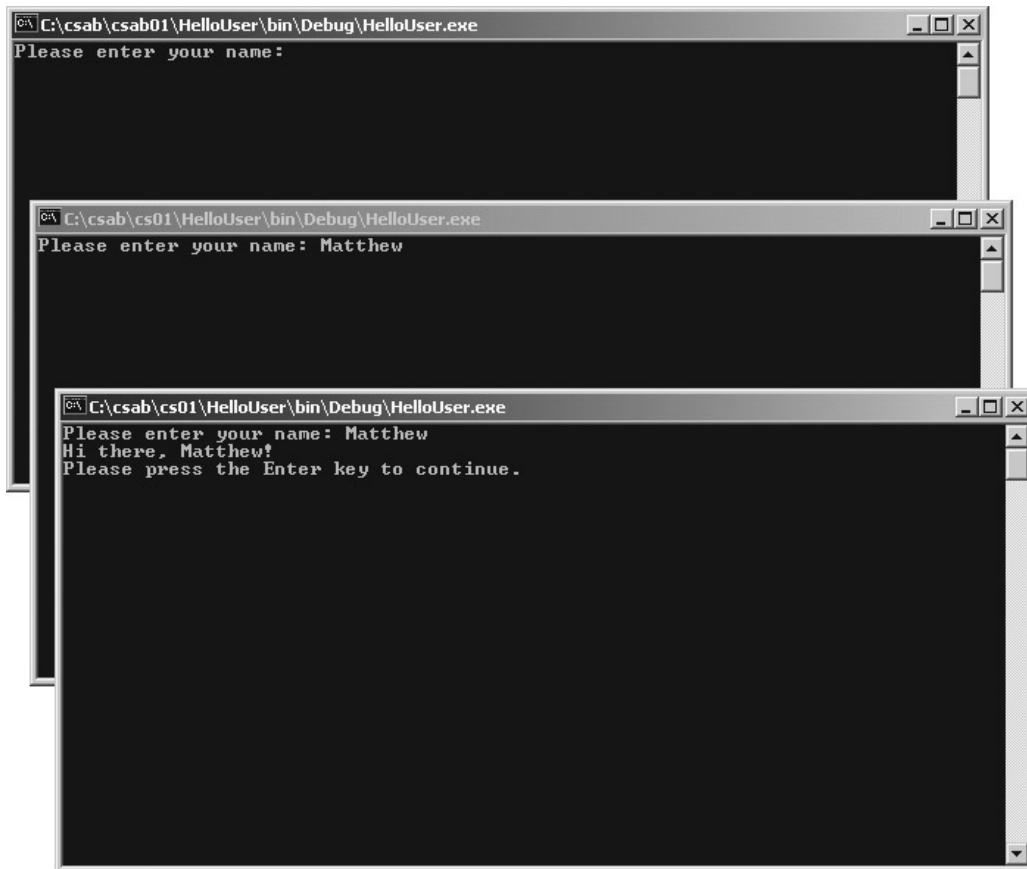 C:\csab\csab01\HelloUser\bin\Debug\HelloUser.exe
Please enter your name:
C:\csab\cs01\HelloUser\bin\Debug\HelloUser.exe
Please enter your name: Matthew
C:\csab\cs01\HelloUser\bin\Debug\HelloUser.exe
Please enter your name: Matthew
Hi there, Matthew!
Please press the Enter key to continue.